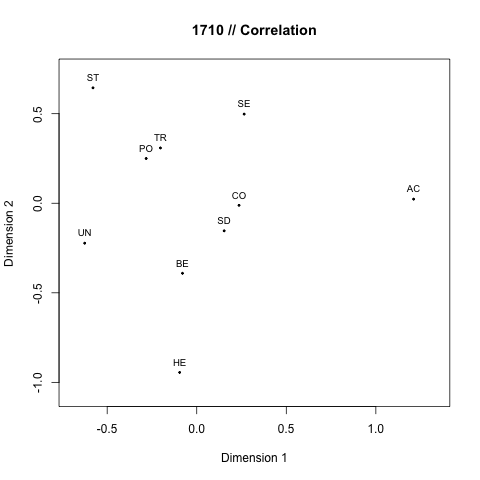 1710 // Correlation
ST
SE
TR
PO
CO
AC
SD
UN
BE
HE
0.5
0.0
-0.5
-1.0
Dimension 2
-0.5
0.0
0.5
1.0
Dimension 1